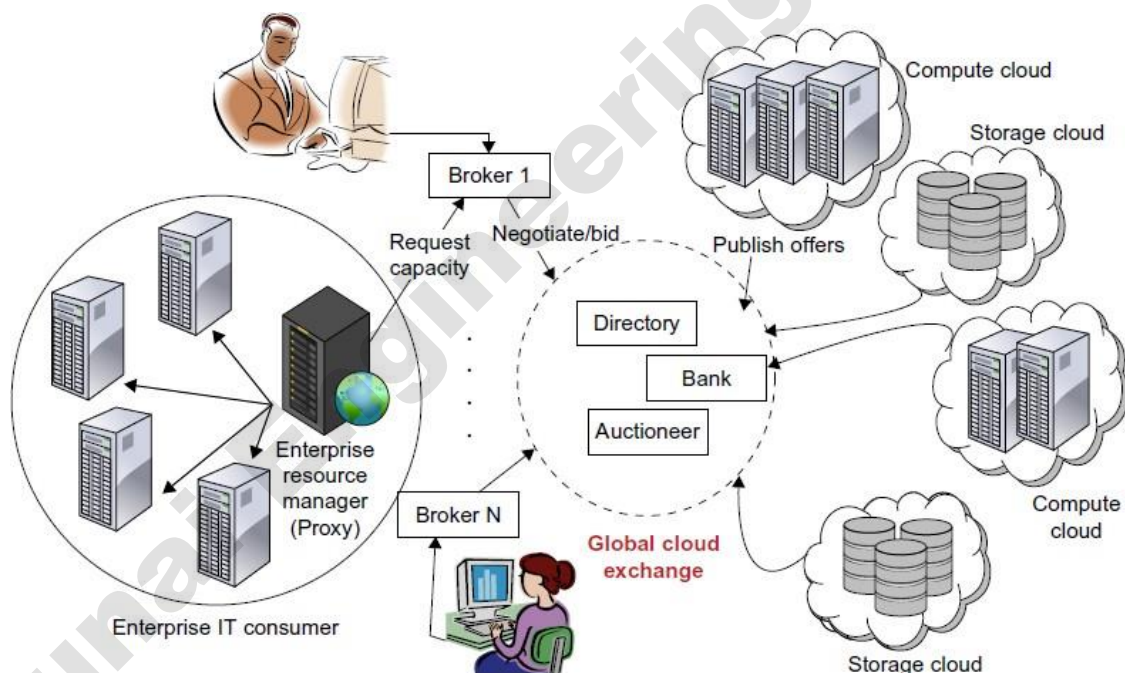 Compute cloud
Storage cloud
Broker 1
Request
capacity
Negotiate/bid
Publish offers
Directory
Bank
Auctioneer
Enterprise
resource
manager
(Proxy)
Broker N
Global cloud
exchange
Compute
cloud
Enterprise IT consumer
Storage cloud